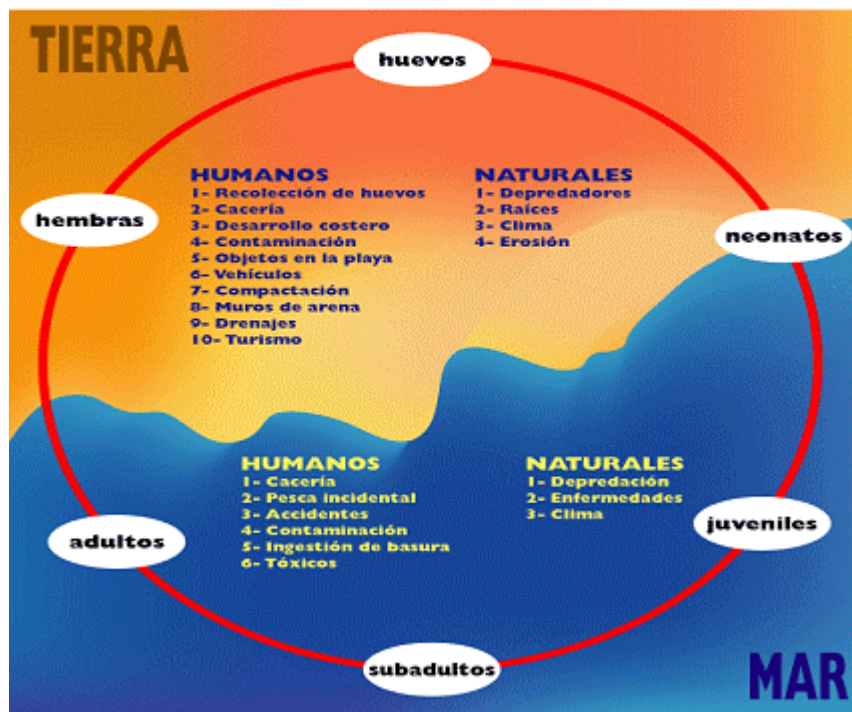 TIERRA
huevos
hembras
neonatos
HUMANOS
1- Recolección de huevos
2- Cacería
3- Desarrollo costero
4- Contaminación
5- Objetos en la playa
6- Vehículos
7- Compactación
8- Muros de arena
9- Drenajes
10- Turismo
NATURALES
1- Depredadores
2- Raíces
3- Clima
4- Erosión
HUMANOS
1- Cacería
2- Pesca incidental
3- Accidentes
4- Contaminación
5- Ingestión de basura
6- Tóxicos
NATURALES
1- Depredación
2- Enfermedades
3- Clima
adultos
juveniles
subadultos
MAR